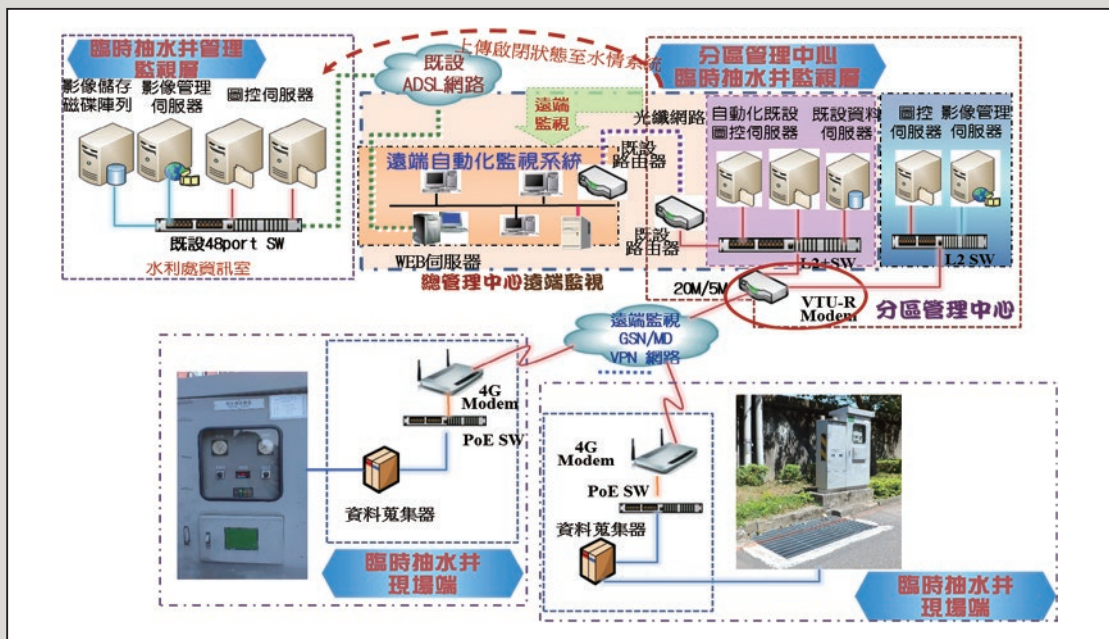 臨時抽水井管理
監視層
影像儲存
磁碟陣列
影像管理
伺服器
圖控伺服器
既設48port SW
水利處資訊室
既設
ADSL網路
上傳啟閉狀態至水情系統
遠端
監視
光纖網路
遠端自動化監視系統
既設
路由器
既設
路由器
WEB伺服器
總管理中心遠端監視
分區管理中心
臨時抽水井監視層
自動化既設
圖控伺服器
既設資料
伺服器
圖控
伺服器
影像管理
伺服器
L2+SW
L2 SW
20M/5M
VTU-R
Modem
分區管理中心
遠端監視
GSN/MD
VPN 網路
4G
Modem
PoE SW
資料蒐集器
臨時抽水井
現場端
4G
Modem
PoE SW
資料蒐集器
臨時抽水井
現場端